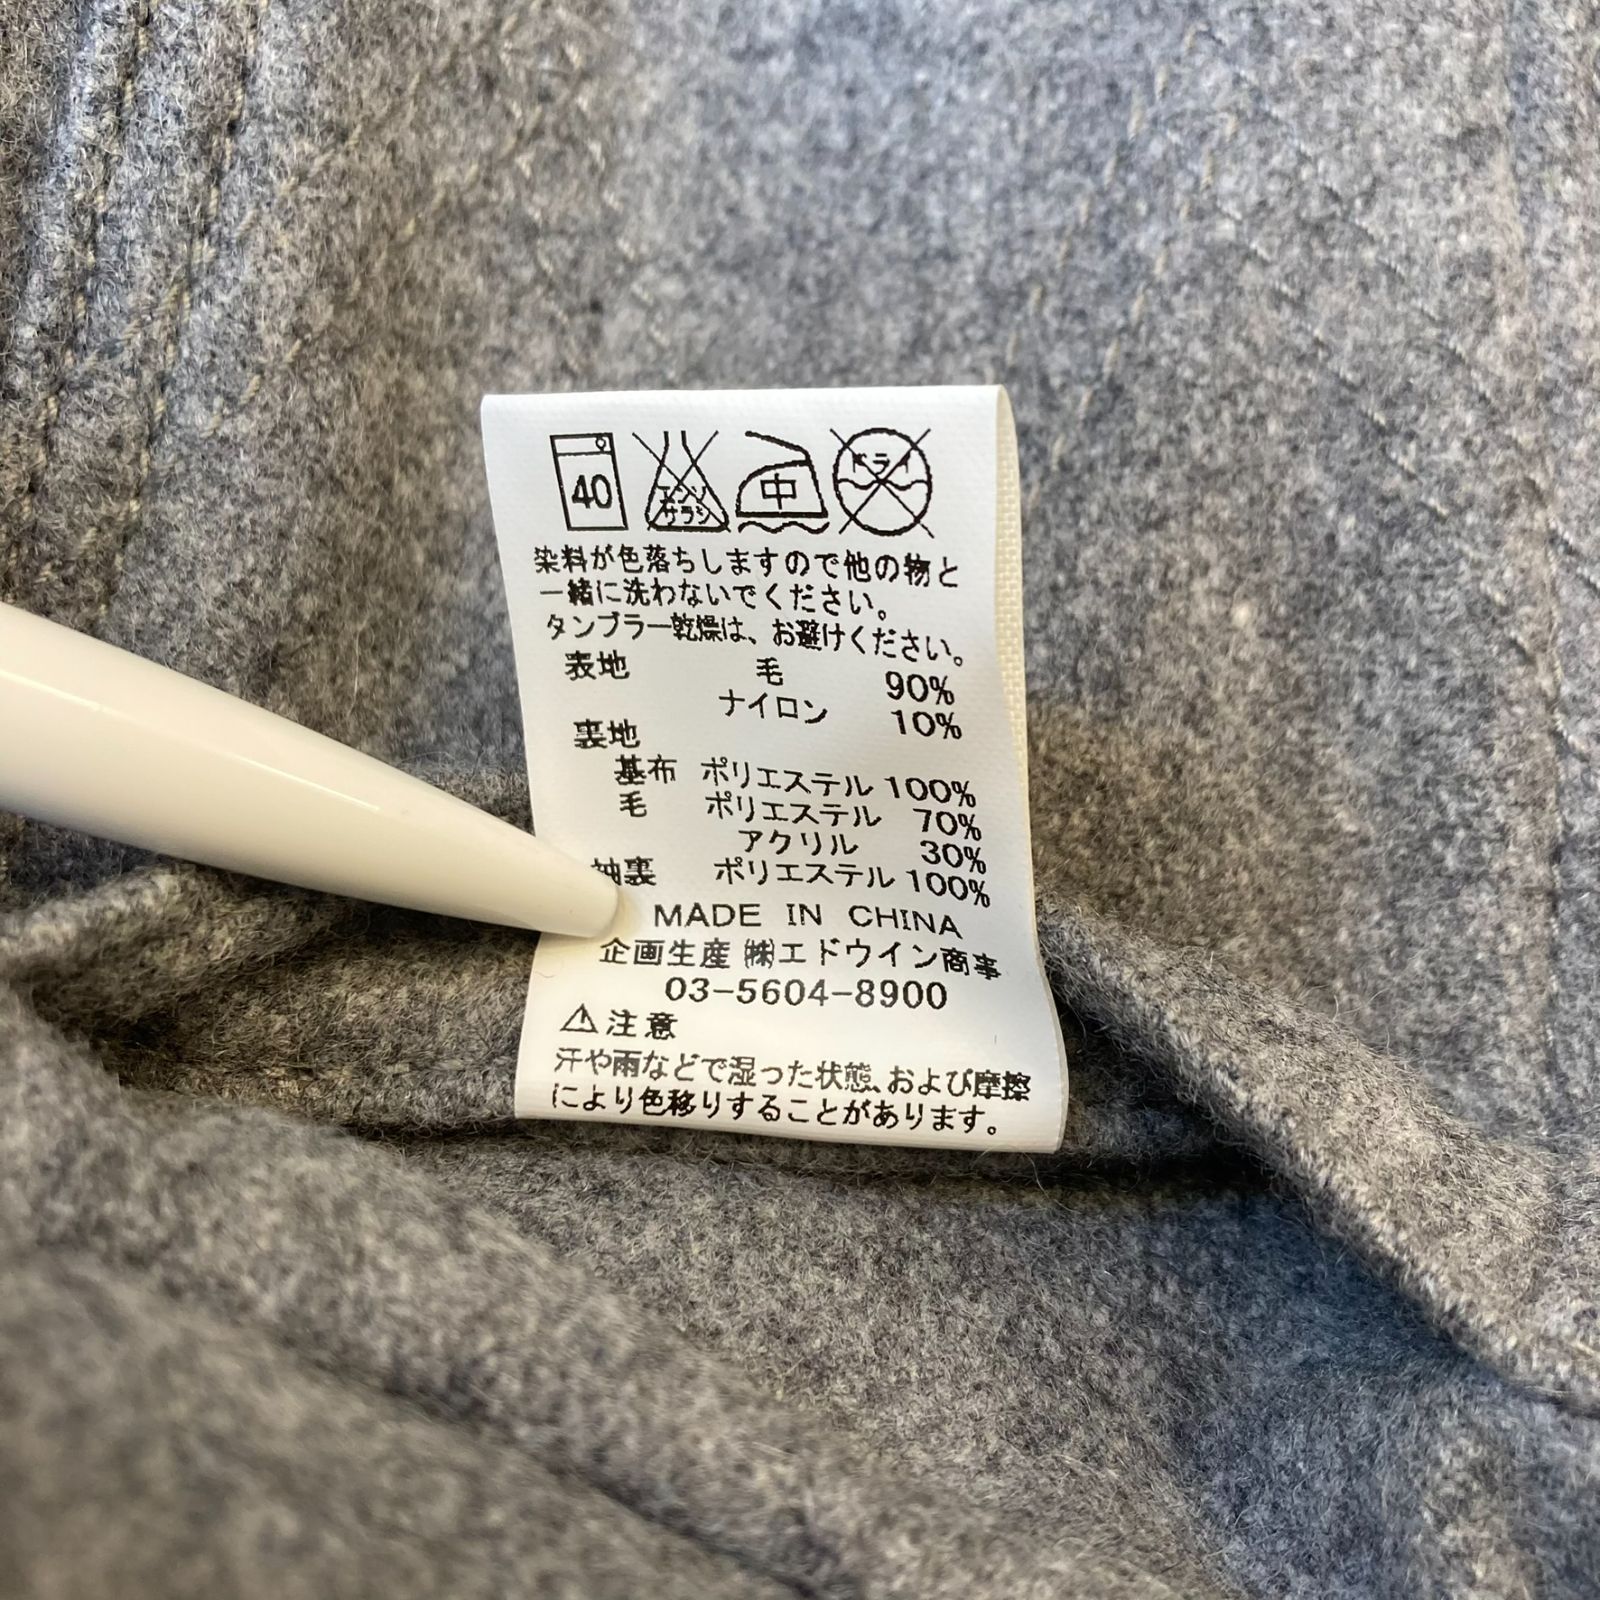 40
エンソ
サラシ
中
ドライ
染料が色落ちしますので他の物と
一緒に洗わないでください。
タンブラー乾燥は、お避けください。
表地 毛 90%
ナイロン 10%
裏地
基布 ポリエステル 100%
毛 ポリエステル 70%
アクリル 30%
袖裏 ポリエステル 100%
MADE IN CHINA
企画生産 ㈱エドウイン商事
03-5604-8900
⚠注意
汗や雨などで湿った状態、および摩擦
により色移りすることがあります。